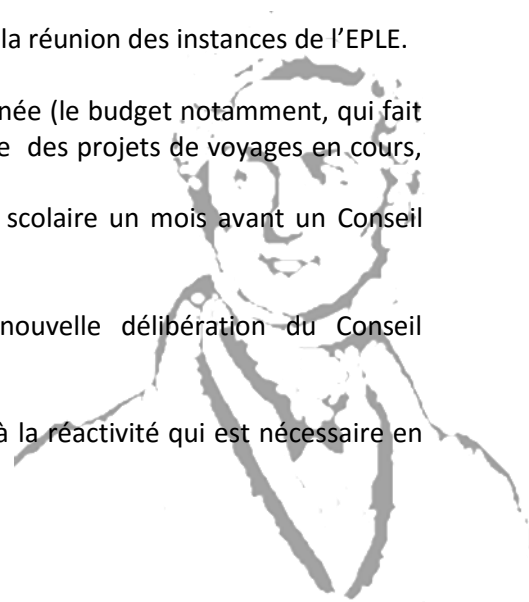 la réunion des instances de l’EPLE.
née (le budget notamment, qui fait
e des projets de voyages en cours,
scolaire un mois avant un Conseil
nouvelle délibération du Conseil
à la réactivité qui est nécessaire en